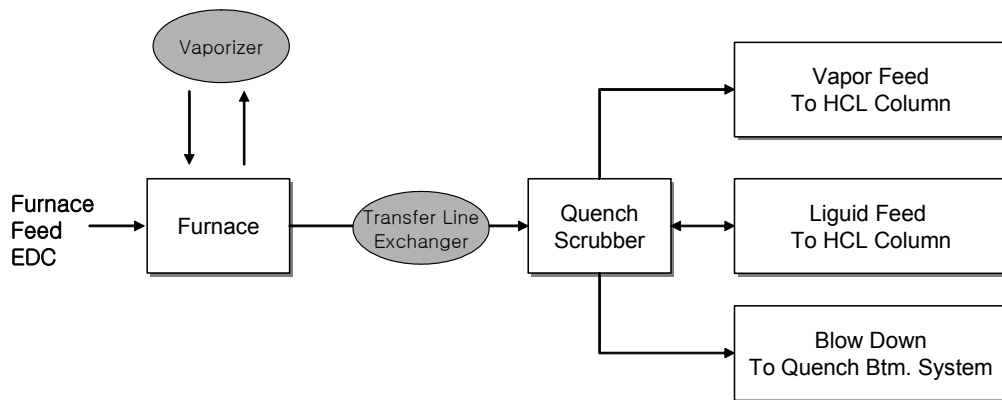 Vaporizer
Furnace
Feed
EDC
Furnace
Transfer Line
Exchanger
Quench
Scrubber
Vapor Feed
To HCL Column
Liguid Feed
To HCL Column
Blow Down
To Quench Btm. System